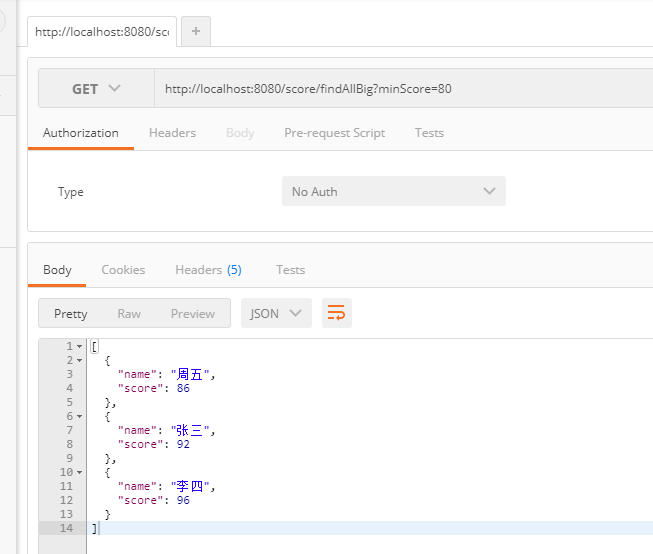 http://localhost:8080/sco
+
GET
http://localhost:8080/score/findAllBig?minScore=80
Authorization Headers Body Pre-request Script Tests
Type No Auth
Body Cookies Headers (5) Tests
Pretty Raw Preview JSON
1 [
2 {
3 "name": "周五",
4 "score": 86
5 },
6 {
7 "name": "张三",
8 "score": 92
9 },
10 {
11 "name": "李四",
12 "score": 96
13 }
14 ]